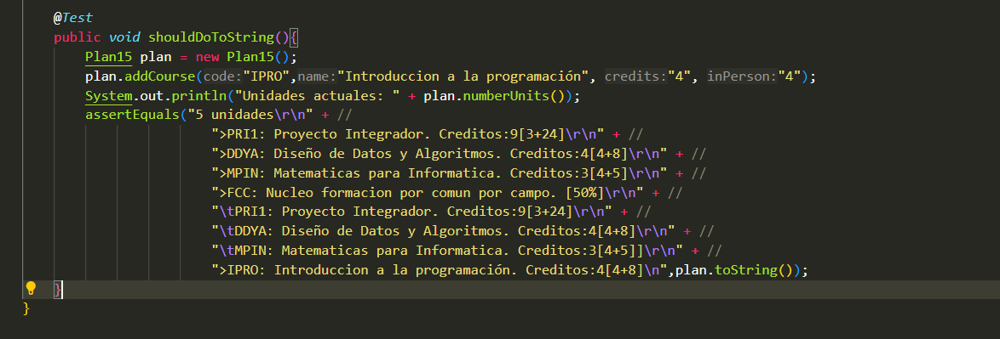 @Test
public void shouldDoToString(){
Plan15 plan = new Plan15();
plan.addCourse(code:"IPRO",name:"Introduccion a la programación", credits:"4", inPerson:"4");
System.out.println("Unidades actuales: " + plan.numberUnits());
assertEquals("5 unidades\r\n" + //
">PRI1: Proyecto Integrador. Creditos:9[3+24]\r\n" + //
">DDYA: Diseño de Datos y Algoritmos. Creditos:4[4+8]\r\n" + //
">MPIN: Matematicas para Informatica. Creditos:3[4+5]\r\n" + //
">FCC: Nucleo formacion por comun por campo. [50%]\r\n" + //
"\tPRI1: Proyecto Integrador. Creditos:9[3+24]\r\n" + //
"\tDDYA: Diseño de Datos y Algoritmos. Creditos:4[4+8]\r\n" + //
"\tMPIN: Matematicas para Informatica. Creditos:3[4+5]]\r\n" + //
">IPRO: Introduccion a la programación. Creditos:4[4+8]\n",plan.toString());
}
}